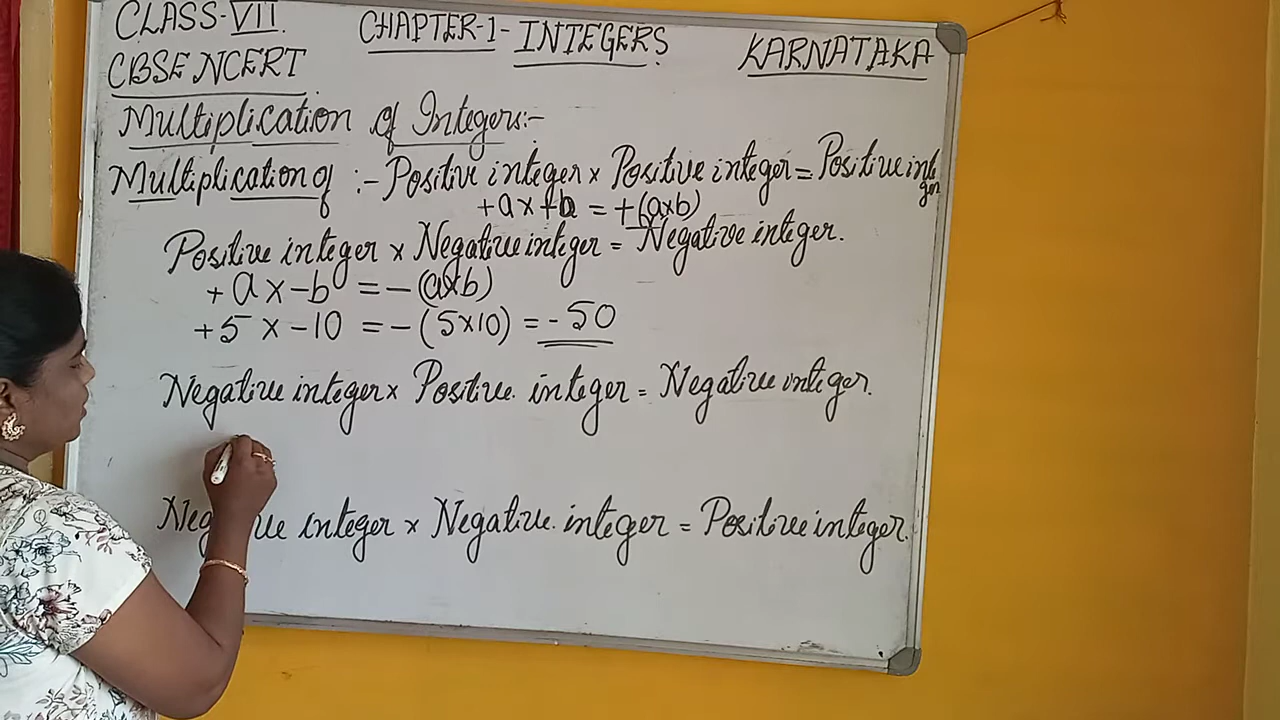 CLASS-VII. CHAPTER-1- INTEGERS KARNATAKA
CBSE NCERT
Multiplication of Integers:-
Multiplication of :- Positive integer × Positive integer = Positive integer
+a × +b = +(a×b)
Positive integer × Negative integer = Negative integer.
+a × -b = -(a×b)
+5 × -10 = -(5×10) = -50
Negative integer × Positive. integer = Negative integer.
integer × Negative. integer = Positive integer.